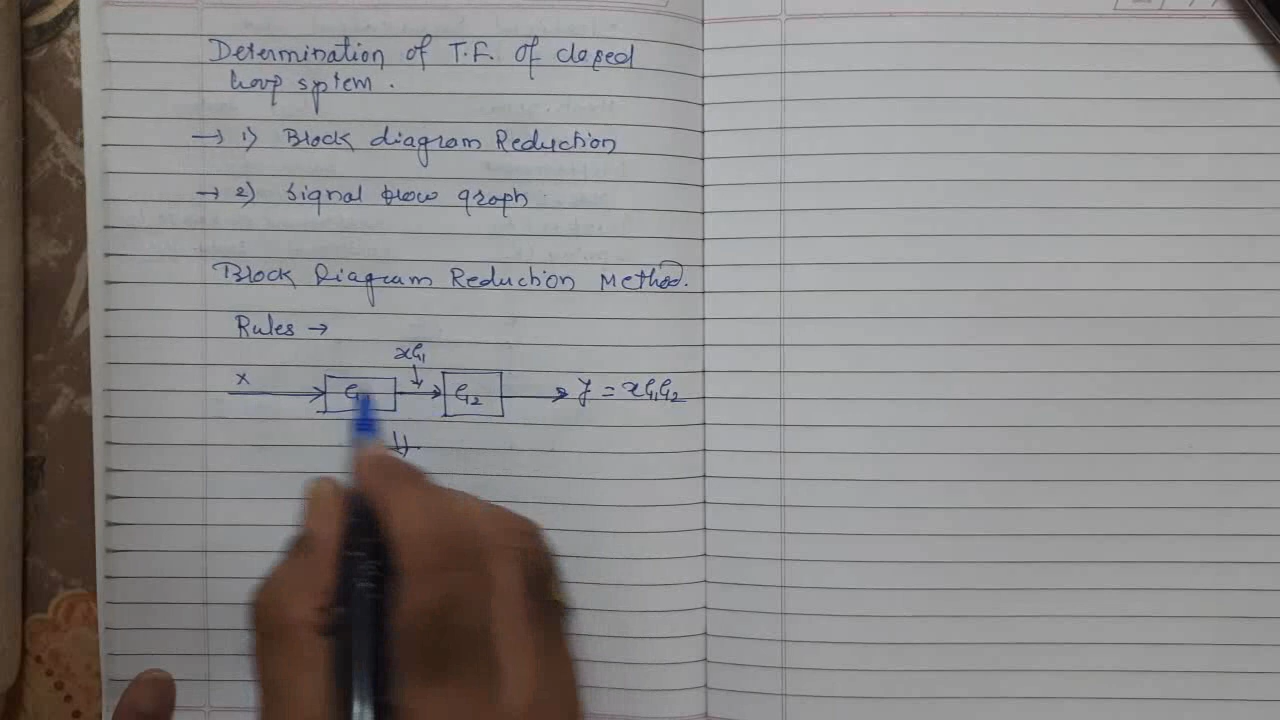 Determination of T.F. of closed
loop system.
→ 1) Block diagram Reduction
→ 2) Signal flow graph
Block Diagram Reduction Method.
Rules →
xG₁
x G₁ G₂ y = xG₁G₂